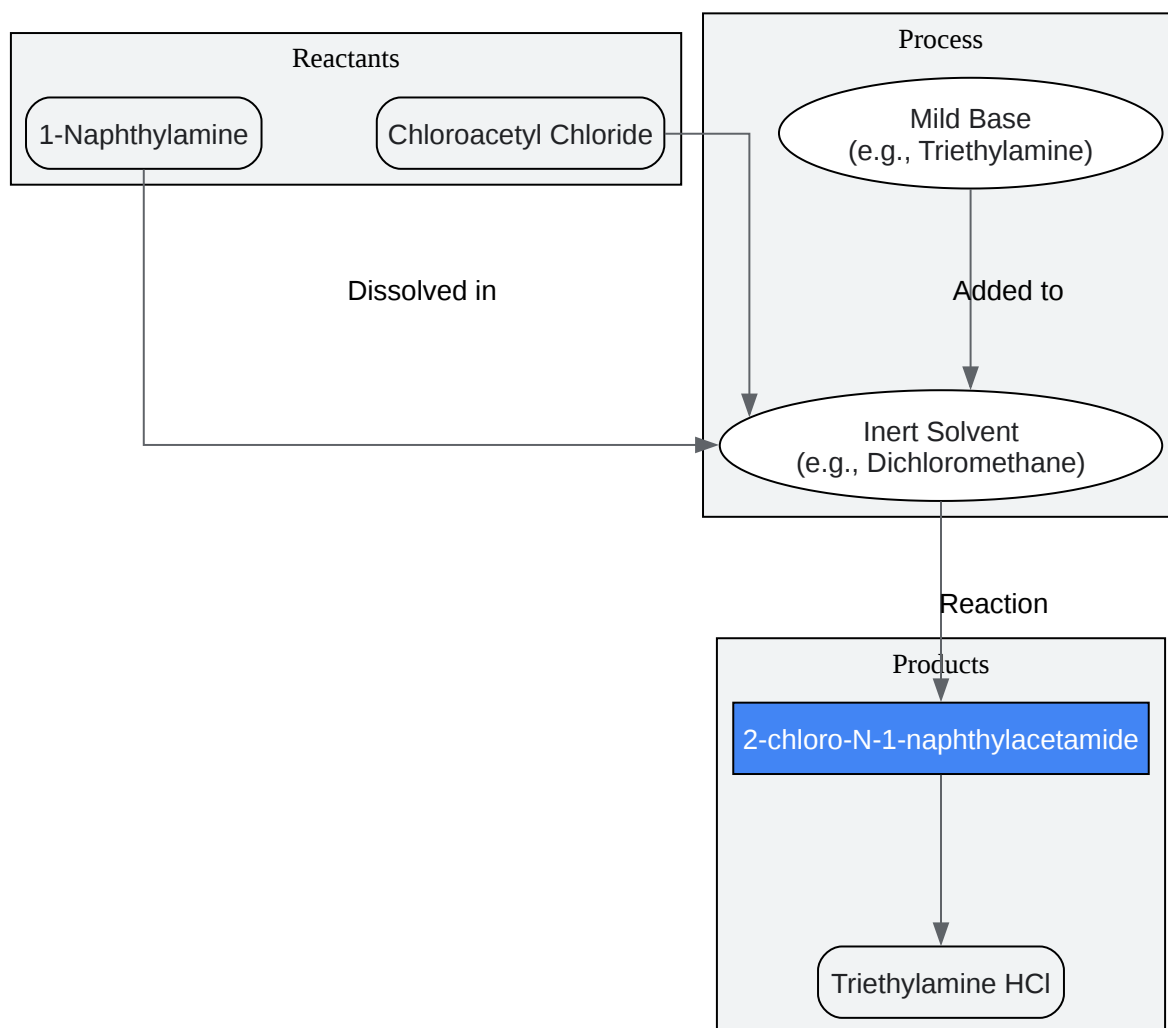 Reactants
1-Naphthylamine
Chloroacetyl Chloride
Process
Mild Base
(e.g., Triethylamine)
Dissolved in
Added to
Inert Solvent
(e.g., Dichloromethane)
Reaction
Products
2-chloro-N-1-naphthylacetamide
Triethylamine HCl